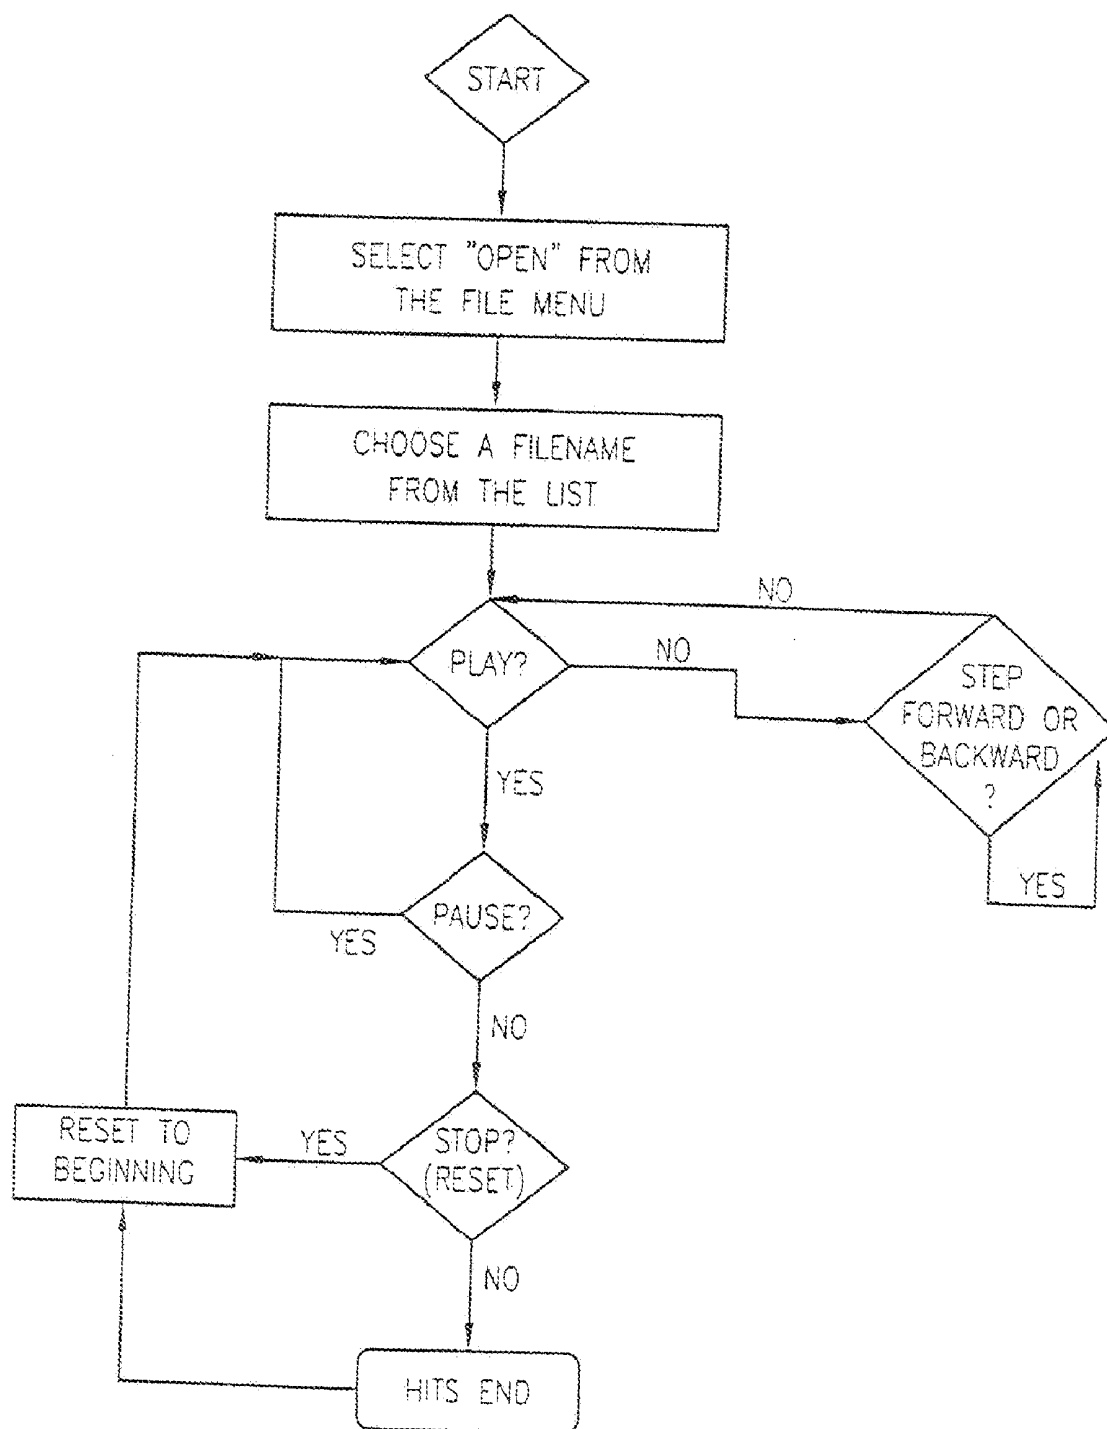 START
SELECT "OPEN" FROM
THE FILE MENU
CHOOSE A FILENAME
FROM THE LIST
NO
PLAY?
NO
STEP
FORWARD OR
BACKWARD
?
YES
YES
PAUSE?
YES
NO
RESET TO
BEGINNING
YES
STOP?
(RESET)
NO
HITS END